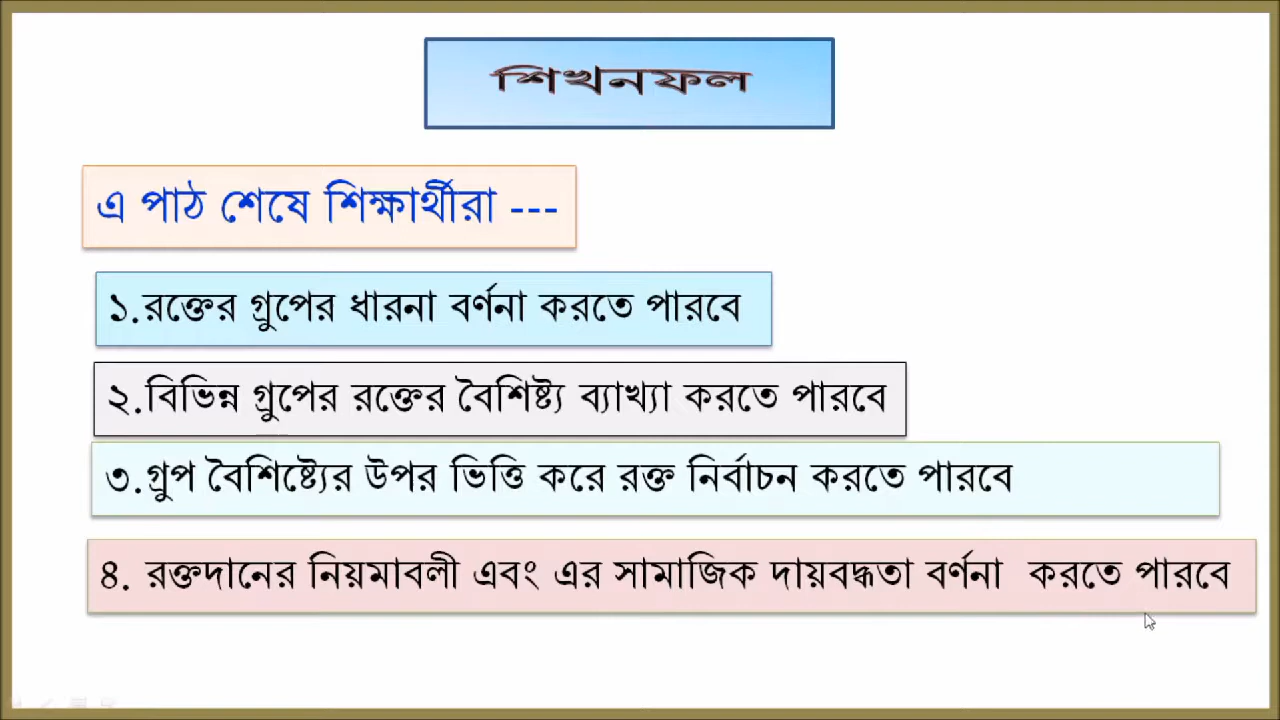 শিখনফল
এ পাঠ শেষে শিক্ষার্থীরা ---
১.রক্তের গ্রুপের ধারনা বর্ণনা করতে পারবে
২.বিভিন্ন গ্রুপের রক্তের বৈশিষ্ট্য ব্যাখ্যা করতে পারবে
৩.গ্রুপ বৈশিষ্ট্যের উপর ভিত্তি করে রক্ত নির্বাচন করতে পারবে
৪. রক্তদানের নিয়মাবলী এবং এর সামাজিক দায়বদ্ধতা বর্ণনা করতে পারবে